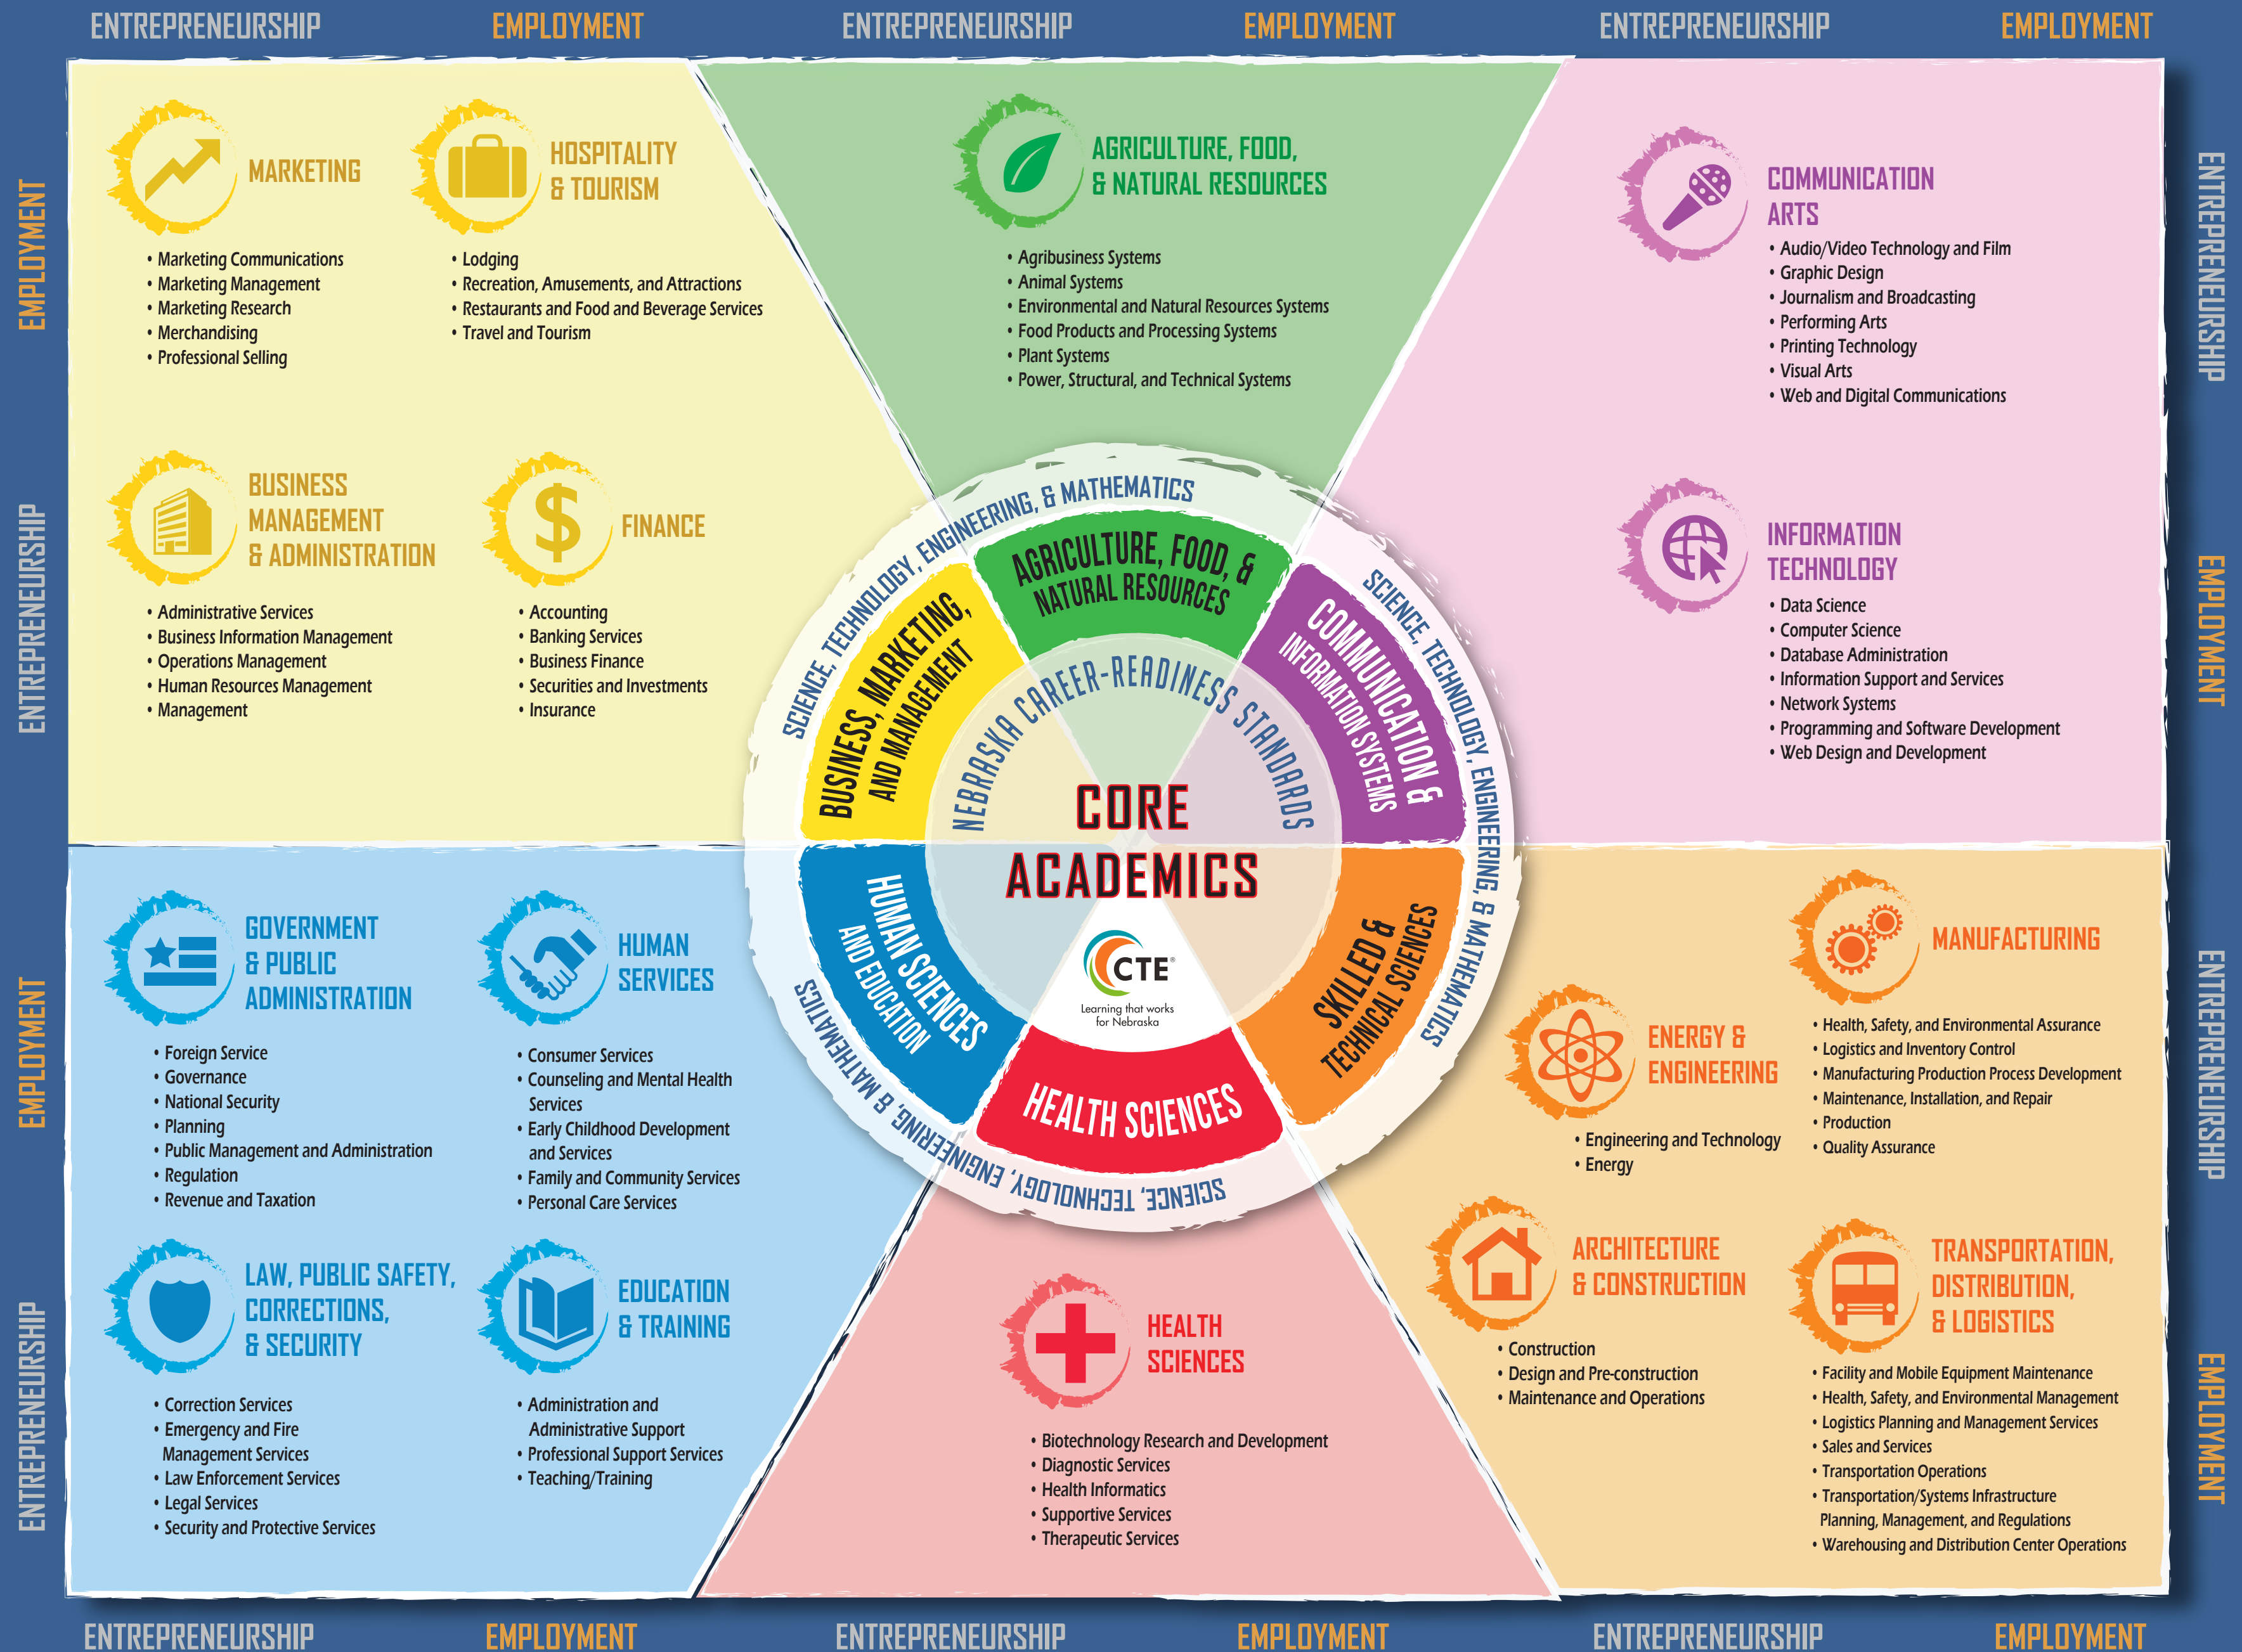 ENTREPRENEURSHIP
EMPLOYMENT
ENTREPRENEURSHIP
EMPLOYMENT
ENTREPRENEURSHIP
EMPLOYMENT
EMPLOYMENT
ENTREPRENEURSHIP
EMPLOYMENT
ENTREPRENEURSHIP
MARKETING
• Marketing Communications
• Marketing Management
• Marketing Research
• Merchandising
• Professional Selling
HOSPITALITY
& TOURISM
• Lodging
• Recreation, Amusements, and Attractions
• Restaurants and Food and Beverage Services
• Travel and Tourism
BUSINESS
MANAGEMENT
& ADMINISTRATION
• Administrative Services
• Business Information Management
• Operations Management
• Human Resources Management
• Management
$
FINANCE
• Accounting
• Banking Services
• Business Finance
• Securities and Investments
• Insurance
AGRICULTURE, FOOD,
& NATURAL RESOURCES
• Agribusiness Systems
• Animal Systems
• Environmental and Natural Resources Systems
• Food Products and Processing Systems
• Plant Systems
• Power, Structural, and Technical Systems
COMMUNICATION
ARTS
• Audio/Video Technology and Film
• Graphic Design
• Journalism and Broadcasting
• Performing Arts
• Printing Technology
• Visual Arts
• Web and Digital Communications
INFORMATION
TECHNOLOGY
• Data Science
• Computer Science
• Database Administration
• Information Support and Services
• Network Systems
• Programming and Software Development
• Web Design and Development
SCIENCE, TECHNOLOGY, ENGINEERING, & MATHEMATICS
SCIENCE, TECHNOLOGY, ENGINEERING, & MATHEMATICS
SCIENCE, TECHNOLOGY, ENGINEERING, & MATHEMATICS
AGRICULTURE, FOOD, &
NATURAL RESOURCES
COMMUNICATION &
INFORMATION SYSTEMS
SKILLED &
TECHNICAL SCIENCES
HEALTH SCIENCES
HUMAN SCIENCES
AND EDUCATION
BUSINESS, MARKETING,
AND MANAGEMENT
NEBRASKA CAREER-READINESS STANDARDS
CORE
ACADEMICS
CTE®
Learning that works
for Nebraska
GOVERNMENT
& PUBLIC
ADMINISTRATION
• Foreign Service
• Governance
• National Security
• Planning
• Public Management and Administration
• Regulation
• Revenue and Taxation
HUMAN
SERVICES
• Consumer Services
• Counseling and Mental Health
Services
• Early Childhood Development
and Services
• Family and Community Services
• Personal Care Services
LAW, PUBLIC SAFETY,
CORRECTIONS,
& SECURITY
• Correction Services
• Emergency and Fire
Management Services
• Law Enforcement Services
• Legal Services
• Security and Protective Services
EDUCATION
& TRAINING
• Administration and
Administrative Support
• Professional Support Services
• Teaching/Training
HEALTH
SCIENCES
• Biotechnology Research and Development
• Diagnostic Services
• Health Informatics
• Supportive Services
• Therapeutic Services
MANUFACTURING
• Health, Safety, and Environmental Assurance
• Logistics and Inventory Control
• Manufacturing Production Process Development
• Maintenance, Installation, and Repair
• Production
• Quality Assurance
ENERGY &
ENGINEERING
• Engineering and Technology
• Energy
ARCHITECTURE
& CONSTRUCTION
• Construction
• Design and Pre-construction
• Maintenance and Operations
TRANSPORTATION,
DISTRIBUTION,
& LOGISTICS
• Facility and Mobile Equipment Maintenance
• Health, Safety, and Environmental Management
• Logistics Planning and Management Services
• Sales and Services
• Transportation Operations
• Transportation/Systems Infrastructure
Planning, Management, and Regulations
• Warehousing and Distribution Center Operations
ENTREPRENEURSHIP
EMPLOYMENT
ENTREPRENEURSHIP
EMPLOYMENT
ENTREPRENEURSHIP
EMPLOYMENT
ENTREPRENEURSHIP
EMPLOYMENT
ENTREPRENEURSHIP
EMPLOYMENT